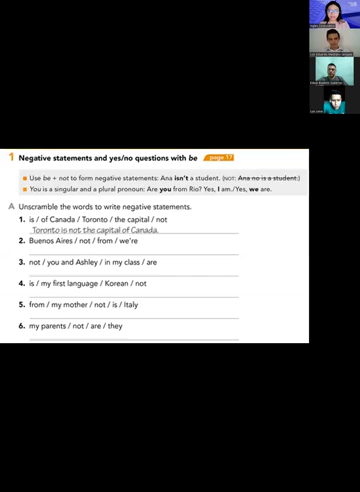 1 Negative statements and yes/no questions with be page 17
Use be + not to form negative statements: Ana isn't a student. (NOT: Ana no is a student.)
You is a singular and a plural pronoun: Are you from Rio? Yes, I am./Yes, we are.
A Unscramble the words to write negative statements.
1. is / of Canada / Toronto / the capital / not
Toronto is not the capital of Canada.
2. Buenos Aires / not / from / we're
3. not / you and Ashley / in my class / are
4. is / my first language / Korean / not
5. from / my mother / not / is / Italy
6. my parents / not / are / they